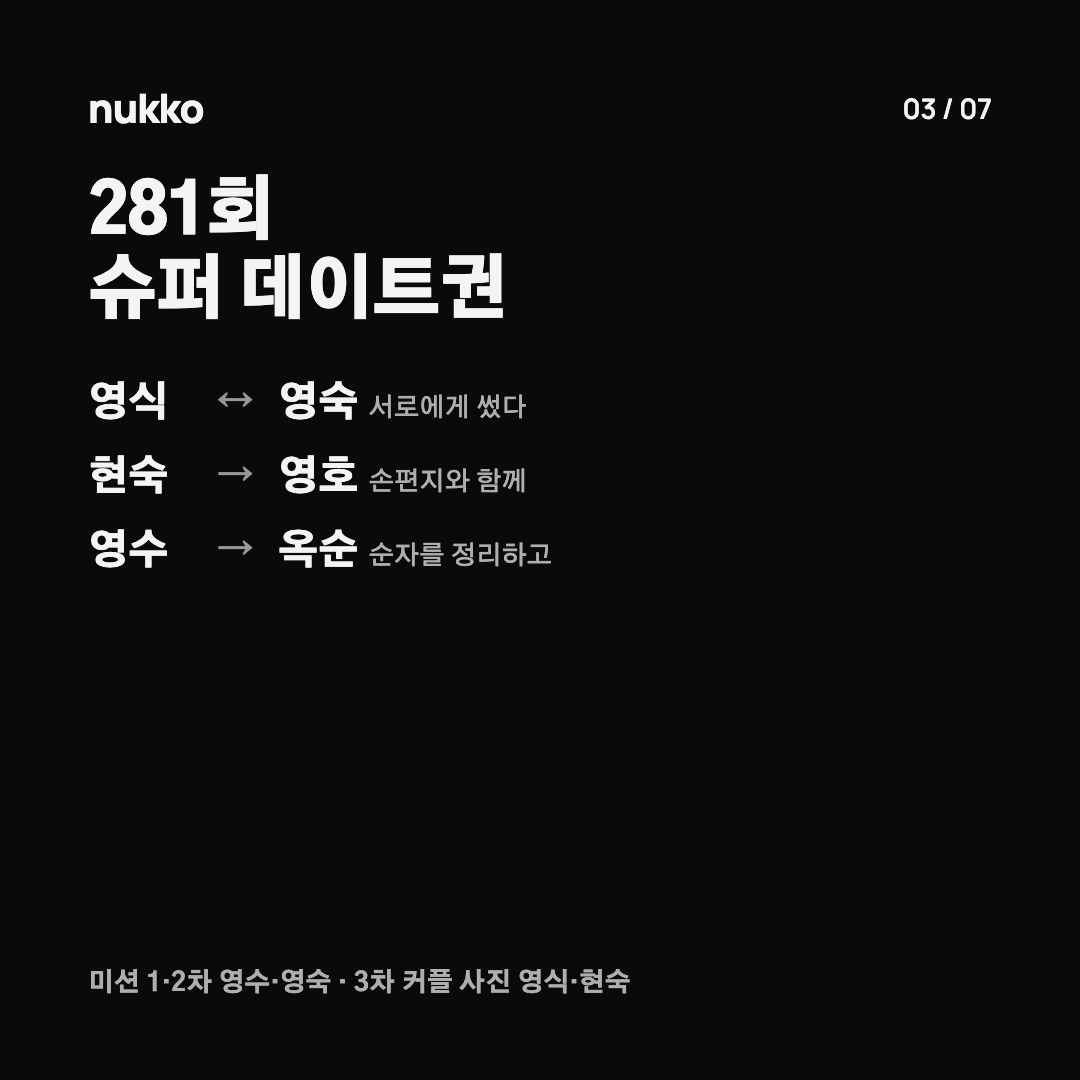 nukko
03 / 07
281회
슈퍼 데이트권
영식 ↔ 영숙 서로에게 썼다
현숙 → 영호 손편지와 함께
영수 → 옥순 순자를 정리하고
미션 1·2차 영수·영숙 · 3차 커플 사진 영식·현숙